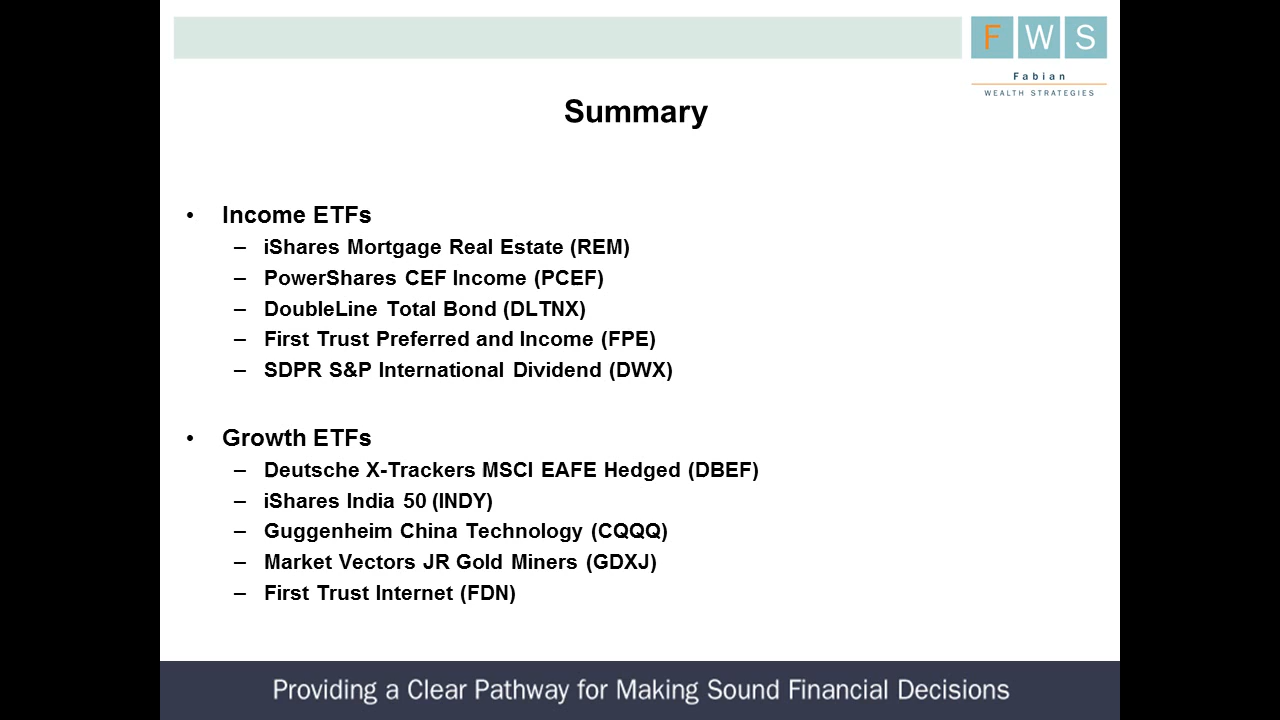 F W S
Fabian
WEALTH STRATEGIES
Summary
• Income ETFs
– iShares Mortgage Real Estate (REM)
– PowerShares CEF Income (PCEF)
– DoubleLine Total Bond (DLTNX)
– First Trust Preferred and Income (FPE)
– SDPR S&P International Dividend (DWX)
• Growth ETFs
– Deutsche X-Trackers MSCI EAFE Hedged (DBEF)
– iShares India 50 (INDY)
– Guggenheim China Technology (CQQQ)
– Market Vectors JR Gold Miners (GDXJ)
– First Trust Internet (FDN)
Providing a Clear Pathway for Making Sound Financial Decisions